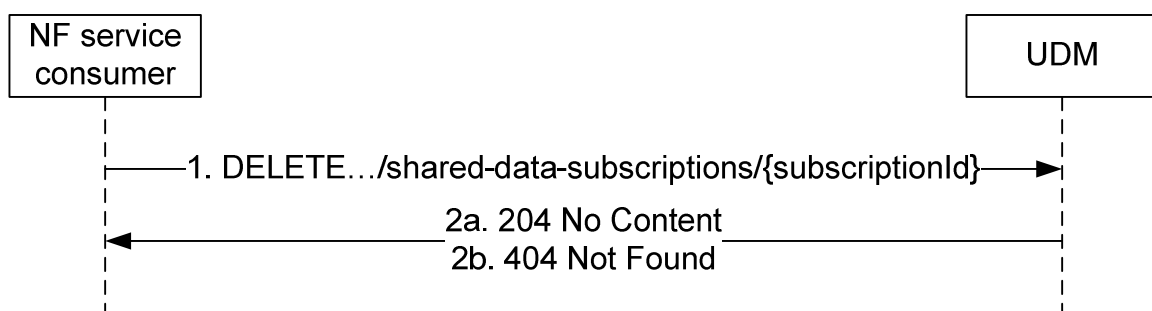 NF service
consumer
UDM
1. DELETE…/shared-data-subscriptions/{subscriptionId}
2a. 204 No Content
2b. 404 Not Found